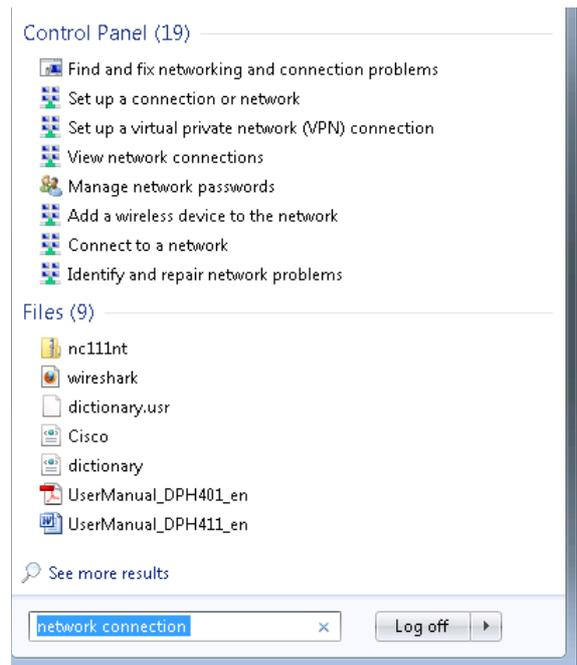 Control Panel (19)
Find and fix networking and connection problems
Set up a connection or network
Set up a virtual private network (VPN) connection
View network connections
Manage network passwords
Add a wireless device to the network
Connect to a network
Identify and repair network problems
Files (9)
nc111nt
wireshark
dictionary.usr
Cisco
dictionary
UserManual_DPH401_en
UserManual_DPH411_en
See more results
network connection
Log off